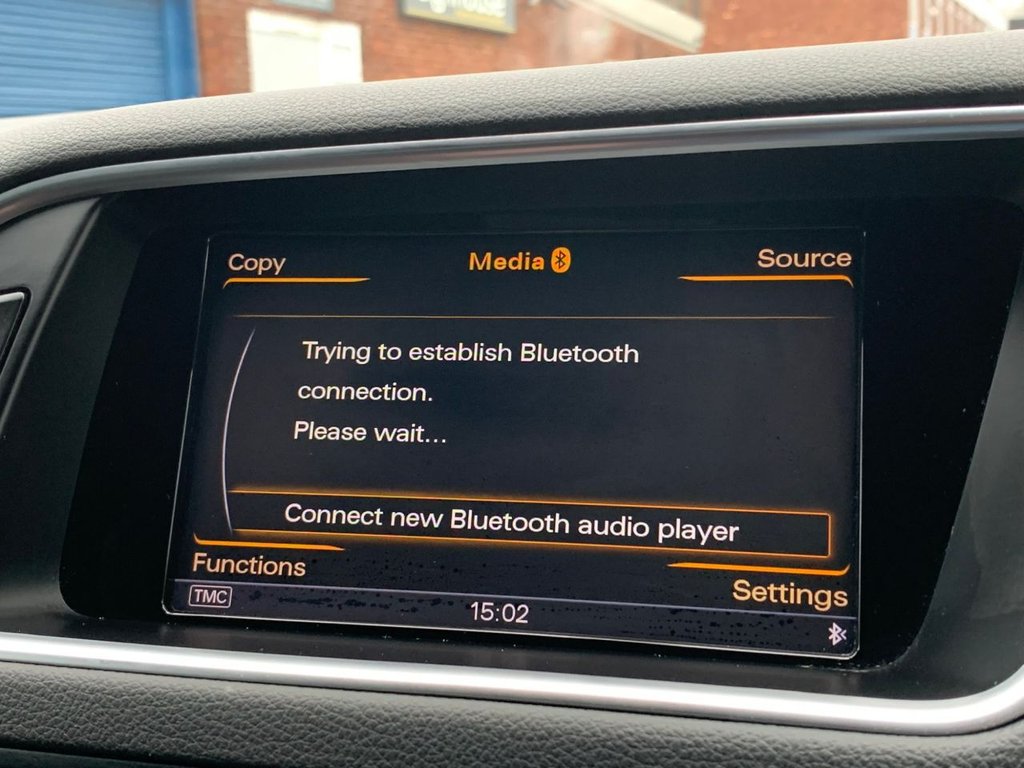 Copy
Media
Source
Trying to establish Bluetooth
connection.
Please wait...
Connect new Bluetooth audio player
Functions
Settings
TMC
15:02